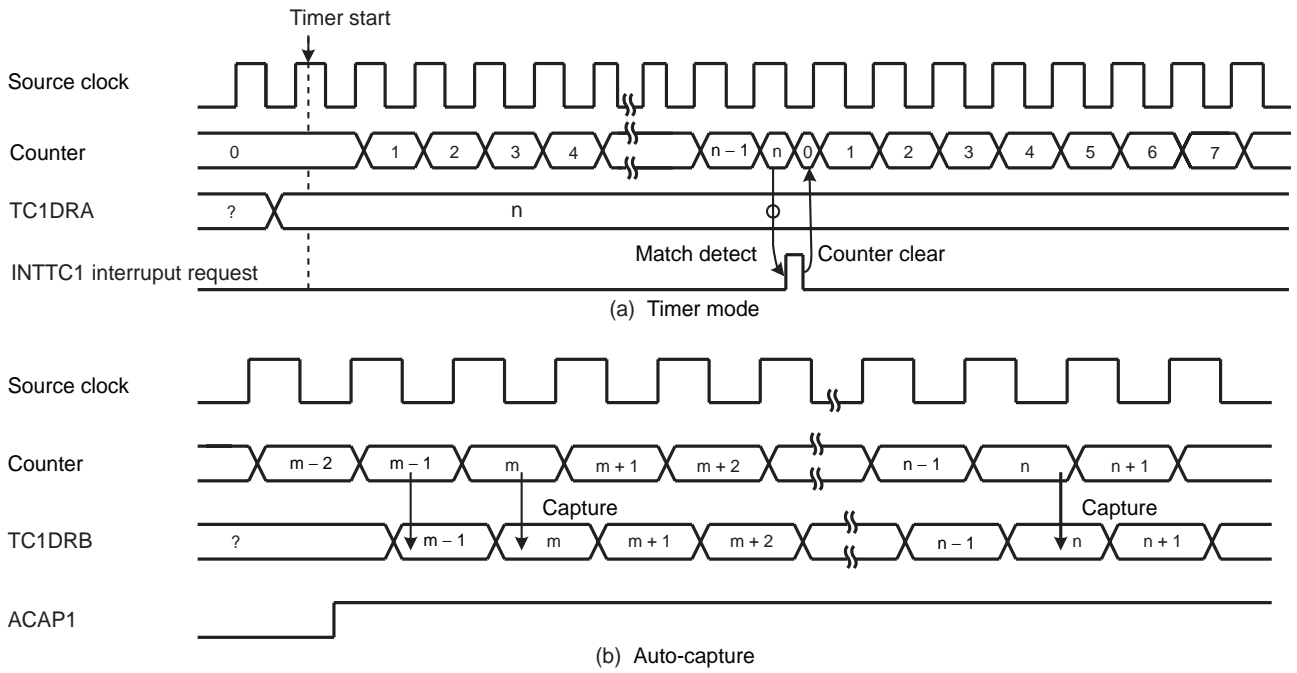 Timer start
Source clock
Counter
0 1 2 3 4 n – 1 n 0 1 2 3 4 5 6 7
TC1DRA
? n
Match detect Counter clear
INTTC1 interruput request
(a) Timer mode
Source clock
Counter
m – 2 m – 1 m m + 1 m + 2 n – 1 n n + 1
Capture Capture
TC1DRB
? m – 1 m m + 1 m + 2 n – 1 n n + 1
ACAP1
(b) Auto-capture